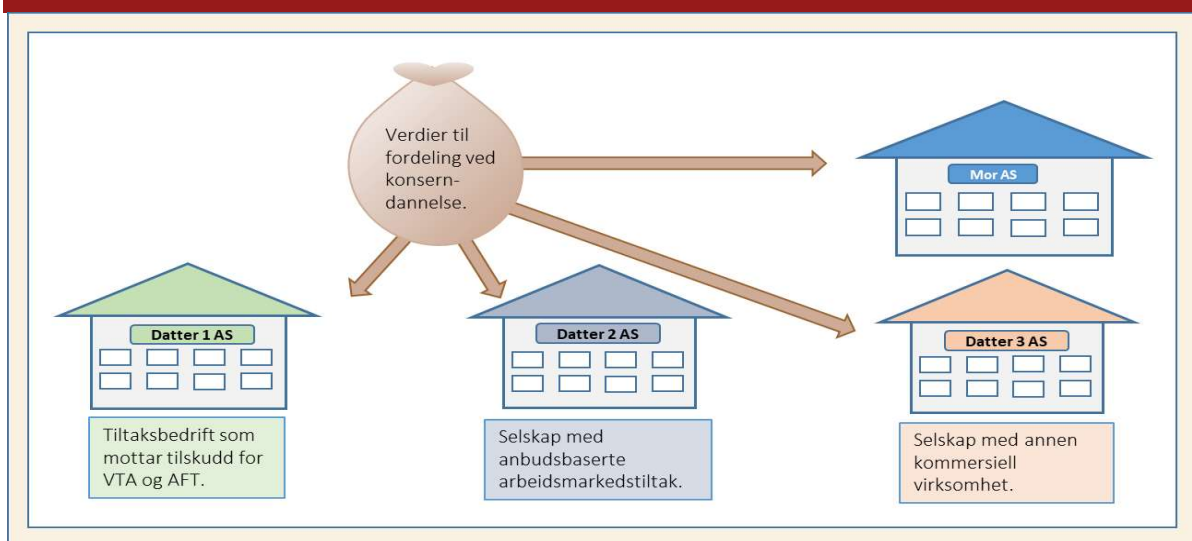 Verdier til
fordeling ved
konsern-
dannelse.
Mor AS
Datter 1 AS
Datter 2 AS
Datter 3 AS
Tiltaksbedrift som
mottar tilskudd for
VTA og AFT.
Selskap med
anbudsbaserte
arbeidsmarkedstiltak.
Selskap med annen
kommersiell
virksomhet.